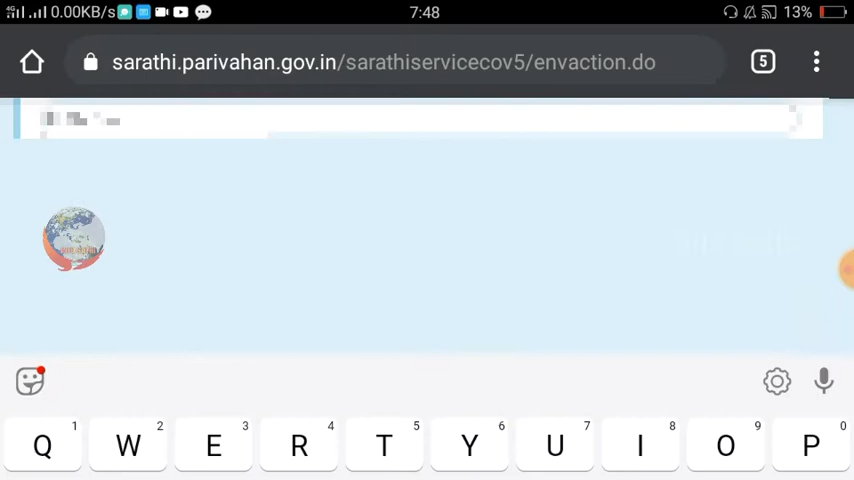 4G 0.00KB/s 7:48 13%
sarathi.parivahan.gov.in/sarathiservicecov5/envaction.do 5
1 2 3 4 5 6 7 8 9 0
Q W E R T Y U I O P